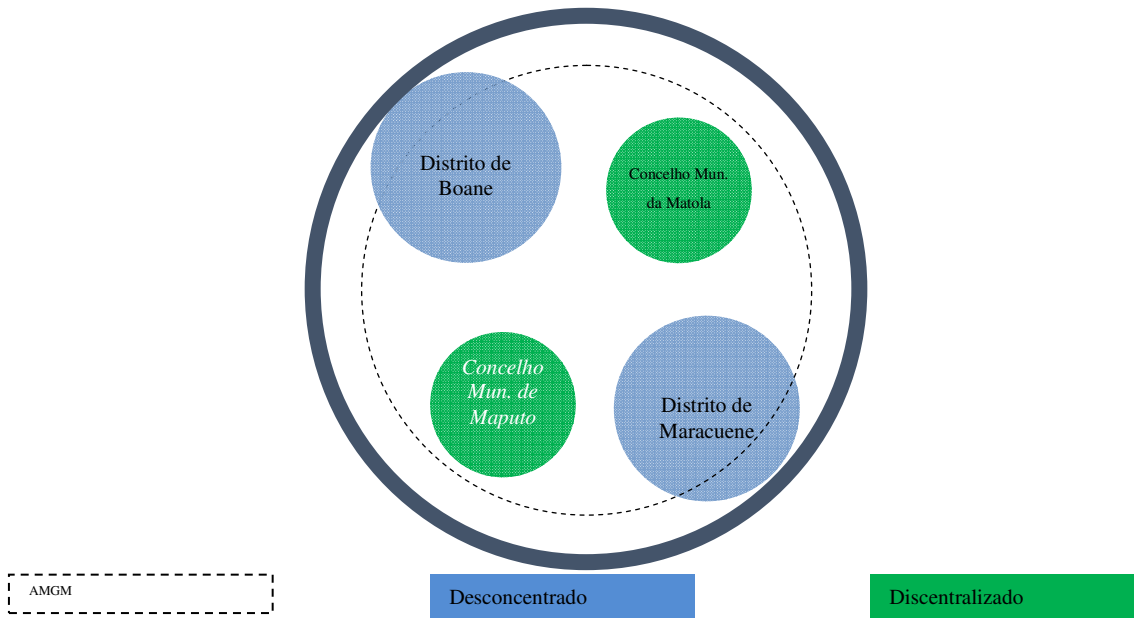 Distrito de
Boane
Concelho Mun.
da Matola
Concelho
Mun. de
Maputo
Distrito de
Maracuene
AMGM
Desconcentrado
Discentralizado